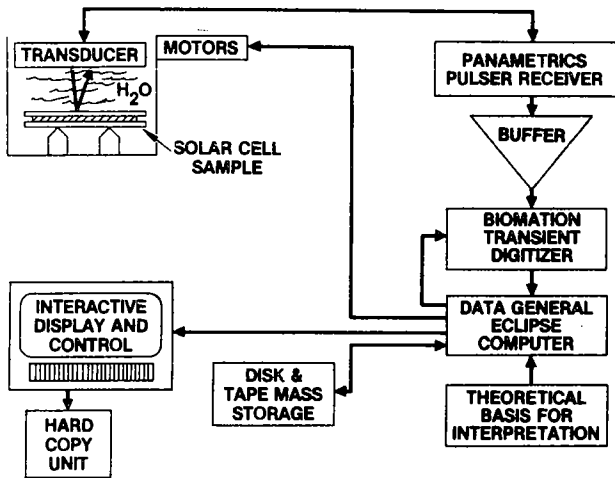 TRANSDUCER
MOTORS
H2O
SOLAR CELL
SAMPLE
PANAMETRICS
PULSER RECEIVER
BUFFER
BIOMATION
TRANSIENT
DIGITIZER
INTERACTIVE
DISPLAY AND
CONTROL
DATA GENERAL
ECLIPSE
COMPUTER
DISK &
TAPE MASS
STORAGE
THEORETICAL
BASIS FOR
INTERPRETATION
HARD
COPY
UNIT